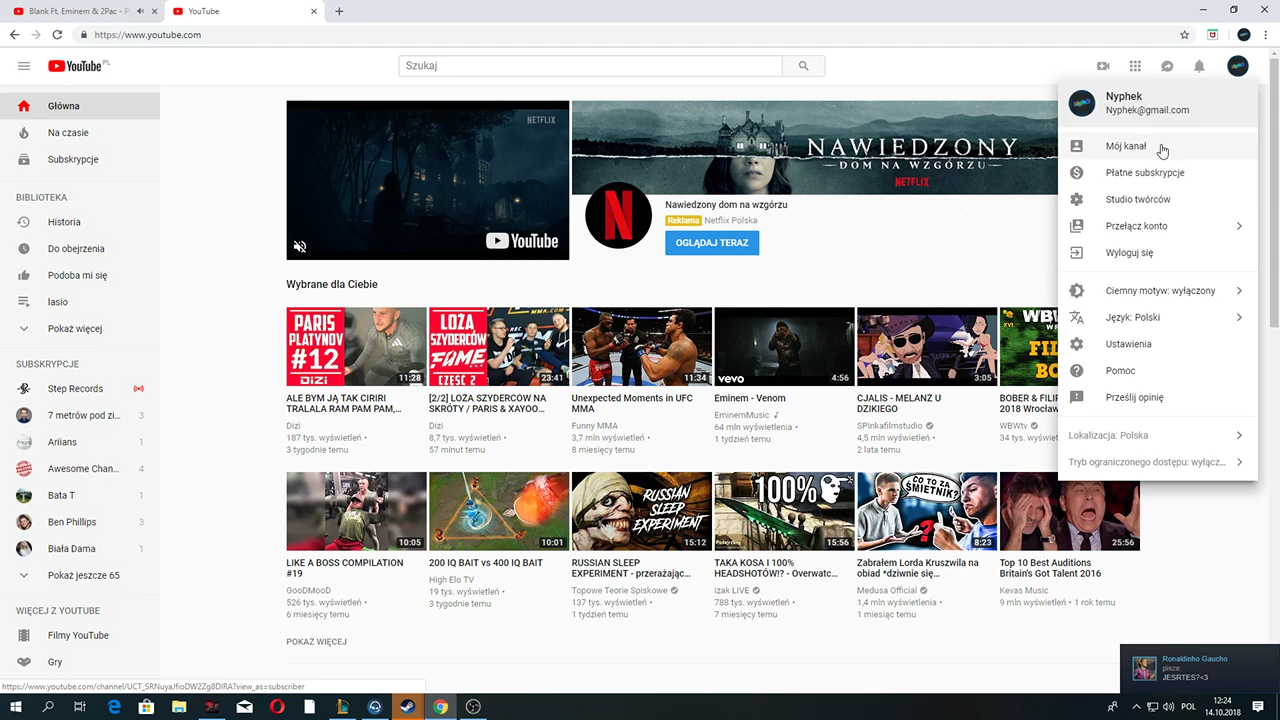 Blank Ft. Eminem & 2Pac -
YouTube
https://www.youtube.com
YouTube PL
Szukaj
Główna
Na czasie
Subskrypcje
BIBLIOTEKA
Historia
Do obejrzenia
Podoba mi się
lasio
Pokaż więcej
SUBSKRYPCJE
Step Records
7 metrów pod zi... 3
Ariians 1
Awesome Chan... 4
Bata T 1
Ben Phillips 3
Biała Dama 1
Pokaż jeszcze 65
WIĘCEJ Z YOUTUBE
Filmy YouTube
Gry
https://www.youtube.com/channel/UCT_SRNuyaJfioDW2Zg8DIRA?view_as=subscriber
NETFLIX
YouTube
NAWIEDZONY
DOM NA WZGÓRZU
NETFLIX
Nawiedzony dom na wzgórzu
Reklama Netflix Polska
OGLĄDAJ TERAZ
Wybrane dla Ciebie
PARIS
PLATYNOV
#12
DiZi
11:28
ALE BYM JĄ TAK CIRIRI
TRALALA RAM PAM PAM,...
Dizi
187 tys. wyświetleń •
3 tygodnie temu
LOŻA
SZYDERCÓW
FAME
CZĘŚĆ 2
23:41
[2/2] LOŻA SZYDERCÓW NA
SKRÓTY / PARIS & XAYOO...
Dizi
8,7 tys. wyświetleń •
57 minut temu
11:34
Unexpected Moments in UFC
MMA
Funny MMA
3,7 mln wyświetleń •
8 miesięcy temu
vevo
4:56
Eminem - Venom
EminemMusic
64 mln wyświetlenia •
1 tydzień temu
3:05
CJALIS - MELANŻ U
DZIKIEGO
SPInkafilmstudio
4,5 mln wyświetleń •
2 lata temu
XVI
WB
FIL
BO
BOBER & FILIP
2018 Wrocław
WBWtv
34 tys. wyświetleń
10:05
LIKE A BOSS COMPILATION
#19
GooDMooD
526 tys. wyświetleń •
6 miesięcy temu
10:01
200 IQ BAIT vs 400 IQ BAIT
High Elo TV
19 tys. wyświetleń •
3 tygodnie temu
RUSSIAN
SLEEP
EXPERIMENT
15:12
RUSSIAN SLEEP
EXPERIMENT - przerażając...
Topowe Teorie Spiskowe
137 tys. wyświetleń •
1 tydzień temu
100%
15:56
TAKA KOSA I 100%
HEADSHOTÓW!? - Overwatc...
izak LIVE
788 tys. wyświetleń •
7 miesięcy temu
CO TO ZA
ŚMIETNIK?
8:23
Zabrałem Lorda Kruszwila na
obiad *dziwnie się...
Medusa Official
1,4 mln wyświetlenia •
1 miesiąc temu
25:56
Top 10 Best Auditions
Britain's Got Talent 2016
Kevas Music
9 mln wyświetleń • 1 rok temu
POKAŻ WIĘCEJ
Nyphek
Nyphek@gmail.com
Mój kanał
Płatne subskrypcje
Studio twórców
Przełącz konto
Wyloguj się
Ciemny motyw: wyłączony
Język: Polski
Ustawienia
Pomoc
Prześlij opinię
Lokalizacja: Polska
Tryb ograniczonego dostępu: wyłącz...
Ronaldinho Gaucho
pisze:
JESRTES?<3
POL
12:24
14.10.2018